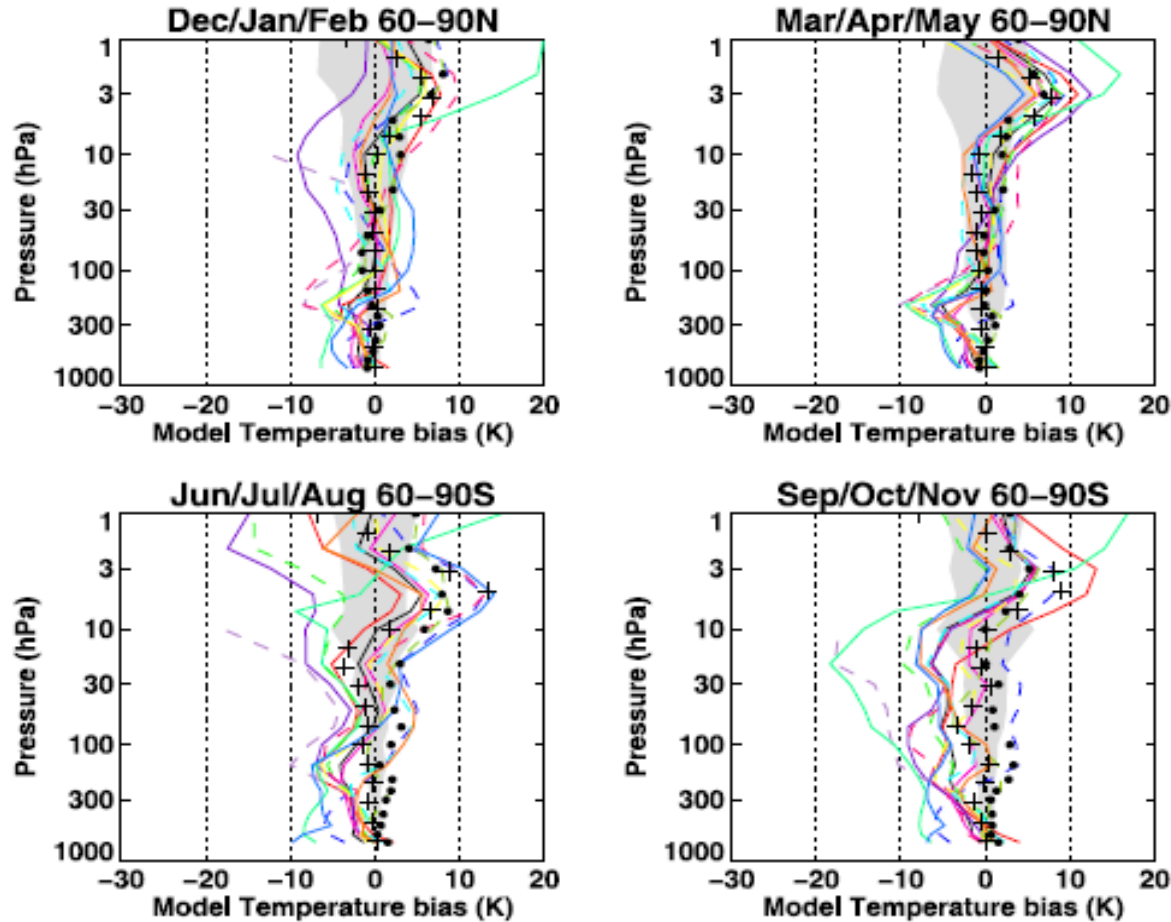 Dec/Jan/Feb 60−90N
Pressure (hPa)
1
3
10
30
100
300
1000
−30 −20 −10 0 10 20
Model Temperature bias (K)
Mar/Apr/May 60−90N
Pressure (hPa)
1
3
10
30
100
300
1000
−30 −20 −10 0 10 20
Model Temperature bias (K)
Jun/Jul/Aug 60−90S
Pressure (hPa)
1
3
10
30
100
300
1000
−30 −20 −10 0 10 20
Model Temperature bias (K)
Sep/Oct/Nov 60−90S
Pressure (hPa)
1
3
10
30
100
300
1000
−30 −20 −10 0 10 20
Model Temperature bias (K)